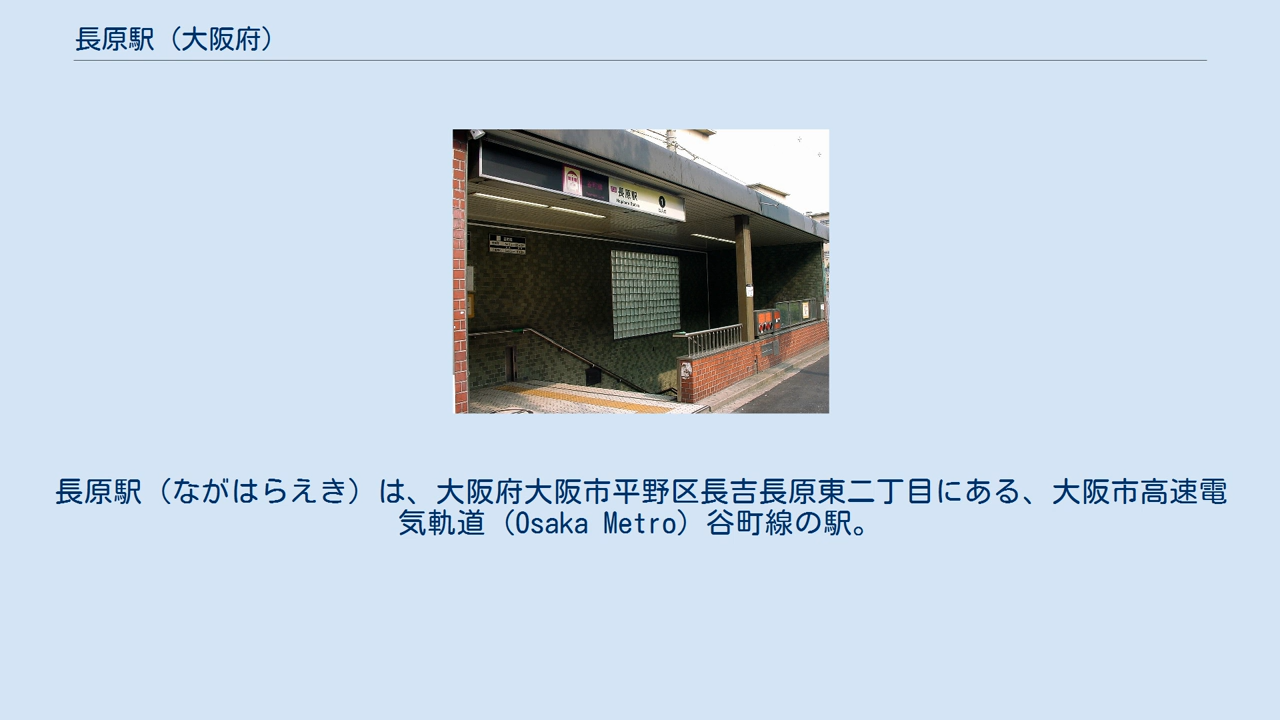 長原駅（大阪府）
長原駅
1
長原駅（ながはらえき）は、大阪府大阪市平野区長吉長原東二丁目にある、大阪市高速電
気軌道（Osaka Metro）谷町線の駅。